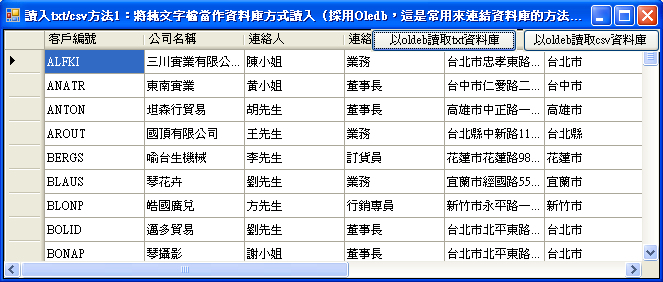 讀入txt/csv方法1：將純文字檔當作資料庫方式讀入（採用Oledb，這是常用來連結資料庫的方法...
客戶編號 公司名稱 連絡人 連絡 以oldeb讀取txt資料庫 以oldeb讀取csv資料庫
ALFKI 三川實業有限公... 陳小姐 業務 台北市忠孝東路... 台北市
ANATR 東南實業 黃小姐 董事長 台中市仁愛路二... 台中市
ANTON 坦森行貿易 胡先生 董事長 高雄市中正路一... 高雄市
AROUT 國頂有限公司 王先生 業務 台北縣中新路11... 台北縣
BERGS 喻台生機械 李先生 訂貨員 花蓮市花蓮路98... 花蓮市
BLAUS 琴花卉 劉先生 業務 宜蘭市經國路55... 宜蘭市
BLONP 皓國廣兌 方先生 行銷專員 新竹市永平路一... 新竹市
BOLID 邁多貿易 劉先生 董事長 台北市北平東路... 台北市
BONAP 琴攝影 謝小姐 董事長 台北市北平東路... 台北市